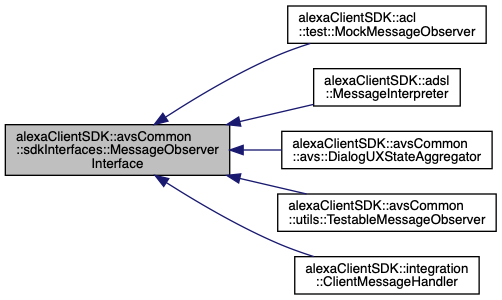 alexaClientSDK::acl
::test::MockMessageObserver
alexaClientSDK::adsl
::MessageInterpreter
alexaClientSDK::avsCommon
::sdkInterfaces::MessageObserver
Interface
alexaClientSDK::avsCommon
::avs::DialogUXStateAggregator
alexaClientSDK::avsCommon
::utils::TestableMessageObserver
alexaClientSDK::integration
::ClientMessageHandler